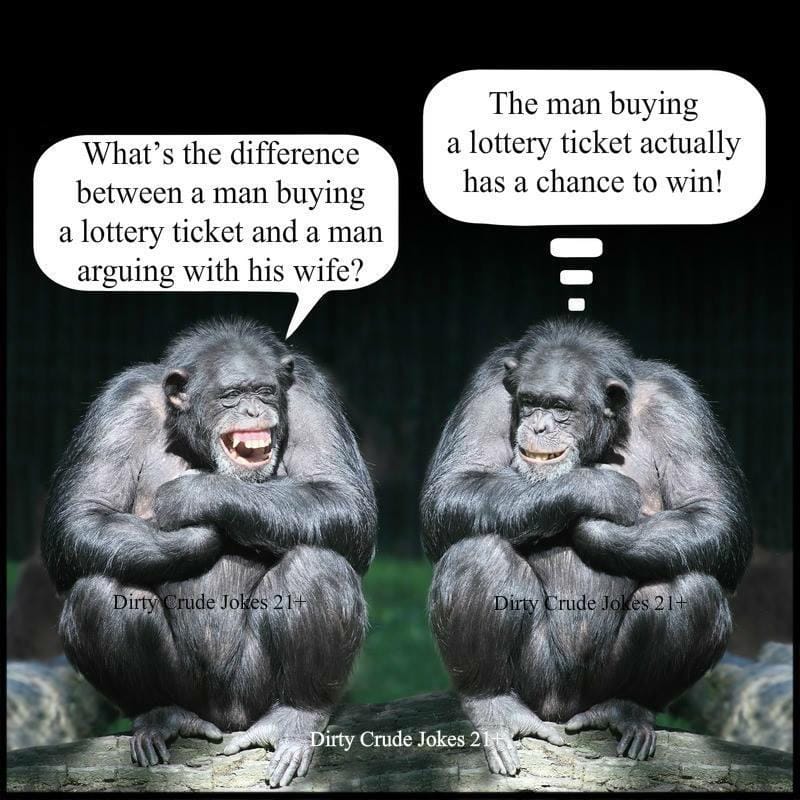 What’s the difference
between a man buying
a lottery ticket and a man
arguing with his wife?
The man buying
a lottery ticket actually
has a chance to win!
Dirty Crude Jokes 21+
Dirty Crude Jokes 21+
Dirty Crude Jokes 21+